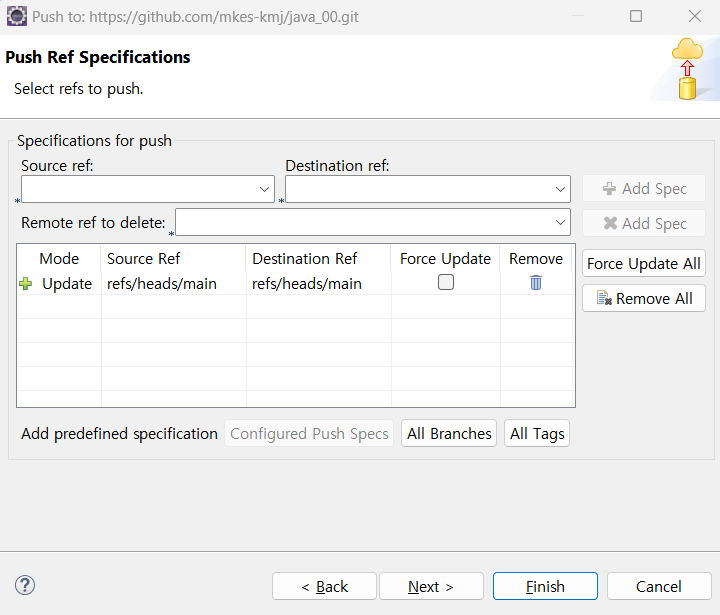 Push to: https://github.com/mkes-kmj/java_00.git
Push Ref Specifications
Select refs to push.
Specifications for push
Source ref: Destination ref:
* * Add Spec
Remote ref to delete: * Add Spec
Mode Source Ref Destination Ref Force Update Remove Force Update All
Update refs/heads/main refs/heads/main
Remove All
Add predefined specification Configured Push Specs All Branches All Tags
? < Back Next > Finish Cancel